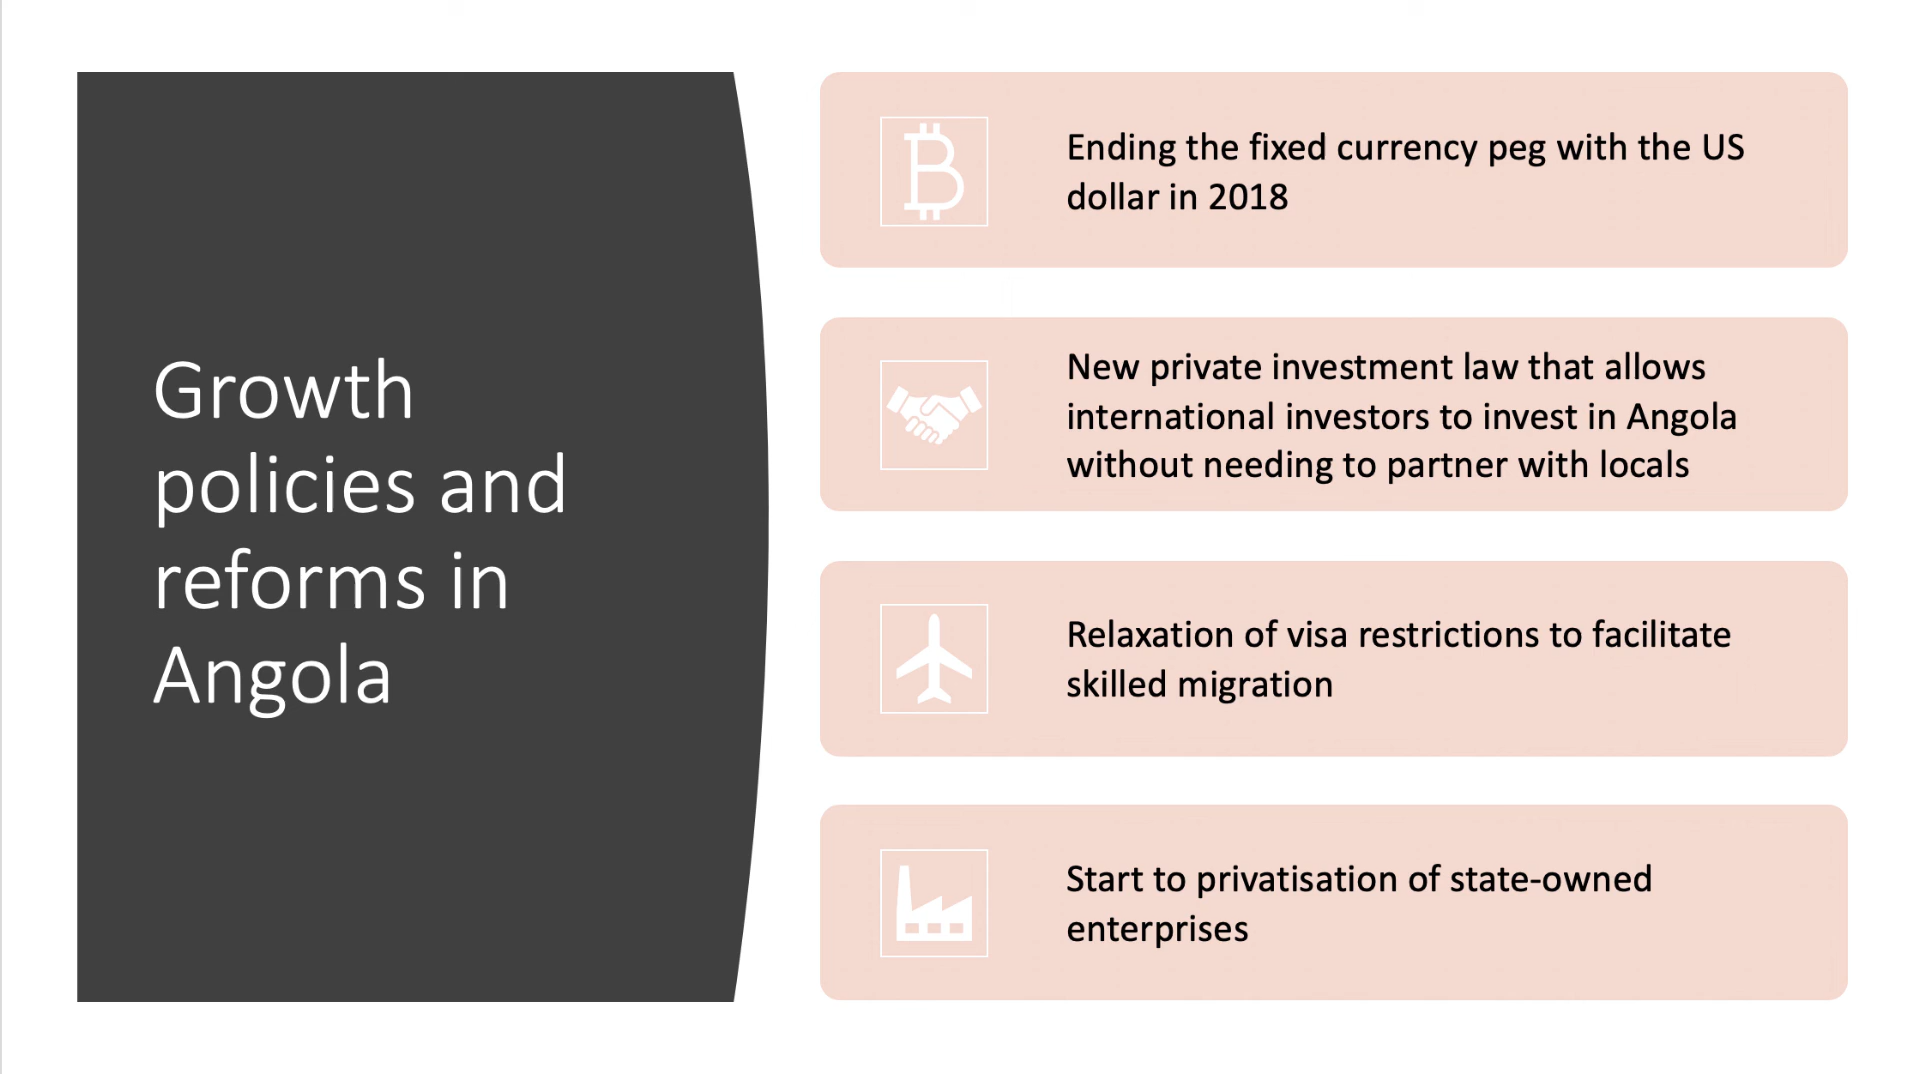 Growth
policies and
reforms in
Angola
Ending the fixed currency peg with the US
dollar in 2018
New private investment law that allows
international investors to invest in Angola
without needing to partner with locals
Relaxation of visa restrictions to facilitate
skilled migration
Start to privatisation of state-owned
enterprises